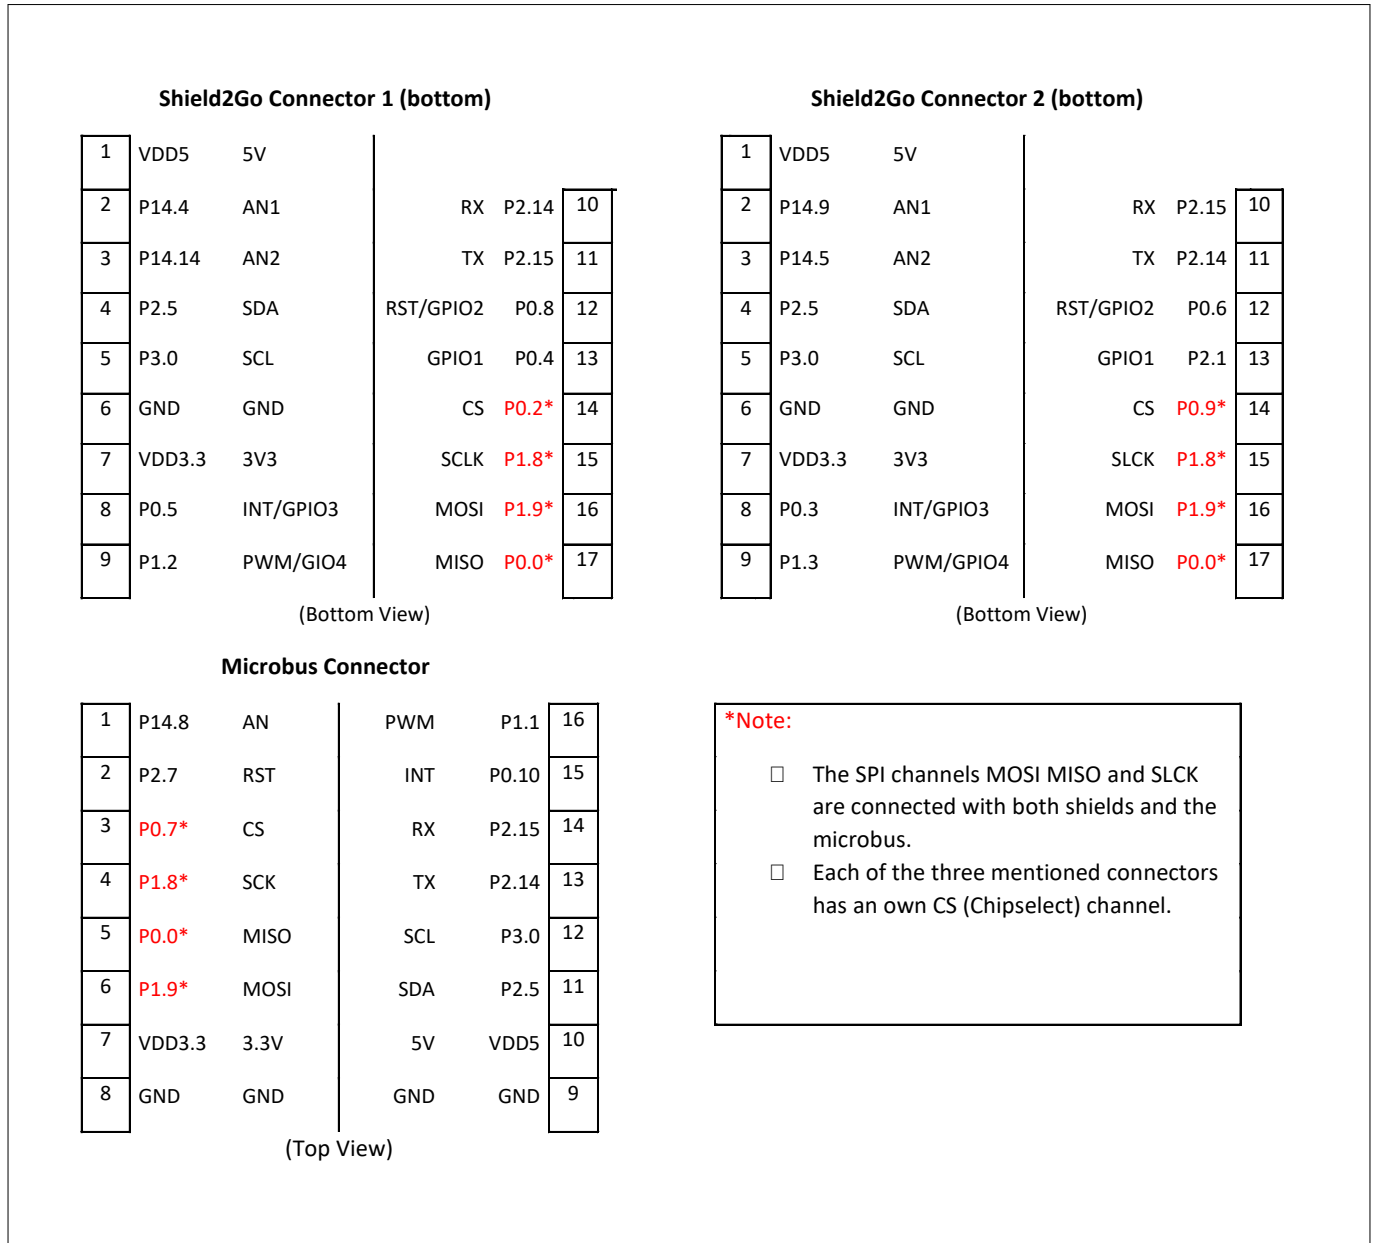 Shield2Go Connector 1 (bottom)
1 VDD5 5V
2 P14.4 AN1 RX P2.14 10
3 P14.14 AN2 TX P2.15 11
4 P2.5 SDA RST/GPIO2 P0.8 12
5 P3.0 SCL GPIO1 P0.4 13
6 GND GND CS P0.2* 14
7 VDD3.3 3V3 SCLK P1.8* 15
8 P0.5 INT/GPIO3 MOSI P1.9* 16
9 P1.2 PWM/GIO4 MISO P0.0* 17
(Bottom View)
Shield2Go Connector 2 (bottom)
1 VDD5 5V
2 P14.9 AN1 RX P2.15 10
3 P14.5 AN2 TX P2.14 11
4 P2.5 SDA RST/GPIO2 P0.6 12
5 P3.0 SCL GPIO1 P2.1 13
6 GND GND CS P0.9* 14
7 VDD3.3 3V3 SLCK P1.8* 15
8 P0.3 INT/GPIO3 MOSI P1.9* 16
9 P1.3 PWM/GPIO4 MISO P0.0* 17
(Bottom View)
Microbus Connector
1 P14.8 AN PWM P1.1 16
2 P2.7 RST INT P0.10 15
3 P0.7* CS RX P2.15 14
4 P1.8* SCK TX P2.14 13
5 P0.0* MISO SCL P3.0 12
6 P1.9* MOSI SDA P2.5 11
7 VDD3.3 3.3V 5V VDD5 10
8 GND GND GND GND 9
(Top View)
*Note:
The SPI channels MOSI MISO and SLCK
are connected with both shields and the
microbus.
Each of the three mentioned connectors
has an own CS (Chipselect) channel.